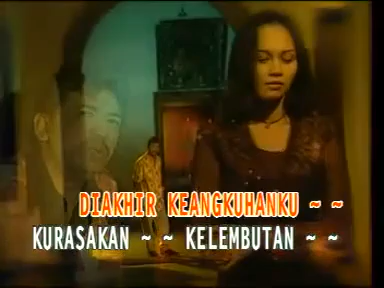 DIAKHIR KEANGKUHANKU ~ ~
KURASAKAN ~ ~ KELEMBUTAN ~ ~